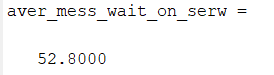 aver_mess_wait_on_serw =
52.8000